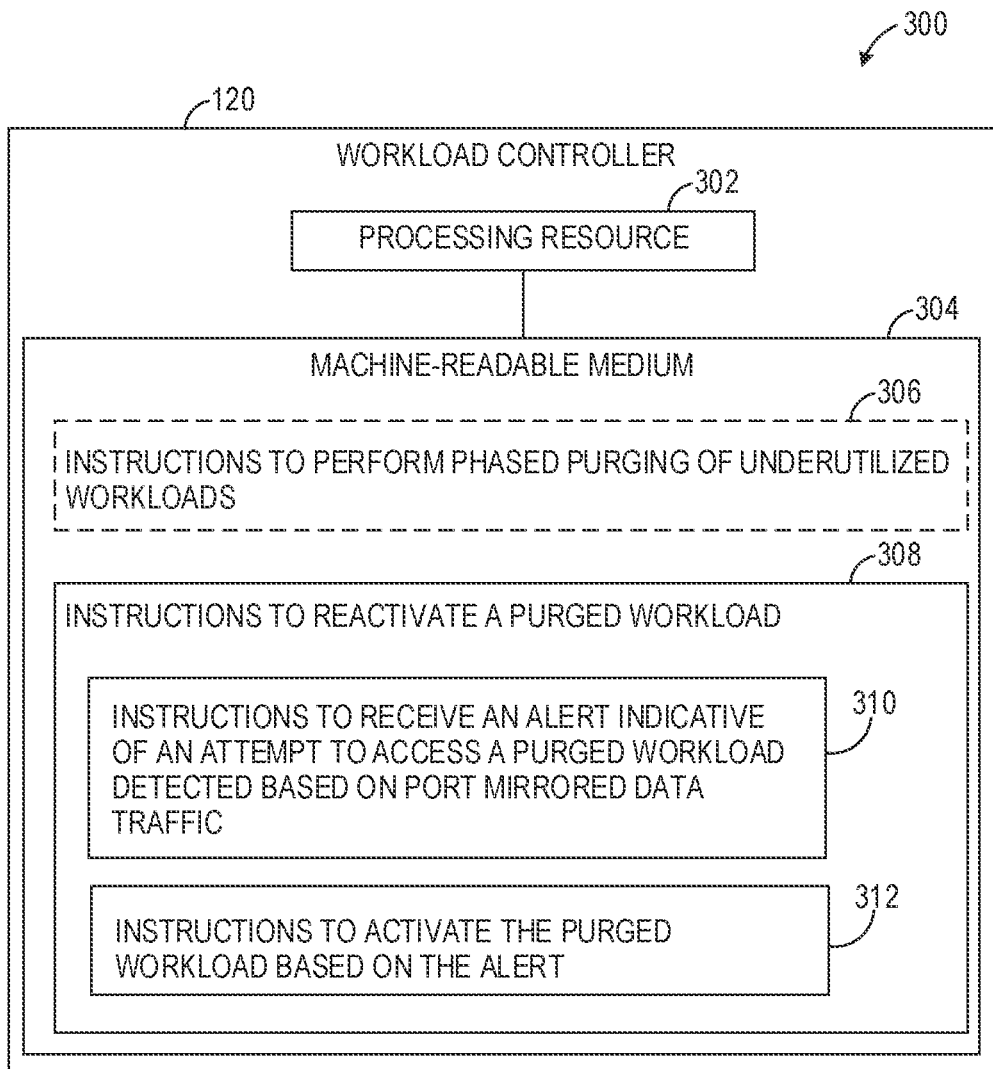 300
120
WORKLOAD CONTROLLER
302
PROCESSING RESOURCE
304
MACHINE-READABLE MEDIUM
306
INSTRUCTIONS TO PERFORM PHASED PURGING OF UNDERUTILIZED
WORKLOADS
308
INSTRUCTIONS TO REACTIVATE A PURGED WORKLOAD
310
INSTRUCTIONS TO RECEIVE AN ALERT INDICATIVE
OF AN ATTEMPT TO ACCESS A PURGED WORKLOAD
DETECTED BASED ON PORT MIRRORED DATA
TRAFFIC
312
INSTRUCTIONS TO ACTIVATE THE PURGED
WORKLOAD BASED ON THE ALERT